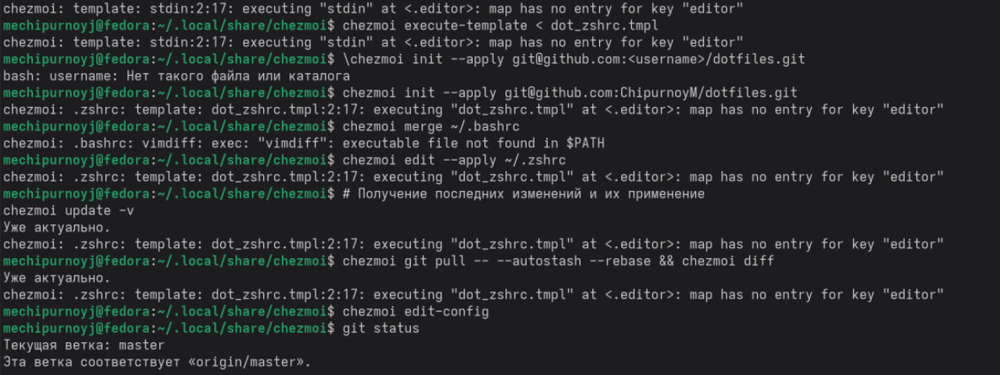 chezmoi: template: stdin:2:17: executing "stdin" at <.editor>: map has no entry for key "editor"
mechipurnoyj@fedora:~/.local/share/chezmoi$ chezmoi execute-template < dot_zshrc.tmpl
chezmoi: template: stdin:2:17: executing "stdin" at <.editor>: map has no entry for key "editor"
mechipurnoyj@fedora:~/.local/share/chezmoi$ \chezmoi init --apply git@github.com:<username>/dotfiles.git
bash: username: Нет такого файла или каталога
mechipurnoyj@fedora:~/.local/share/chezmoi$ chezmoi init --apply git@github.com:ChipurnoyM/dotfiles.git
chezmoi: .zshrc: template: dot_zshrc.tmpl:2:17: executing "dot_zshrc.tmpl" at <.editor>: map has no entry for key "editor"
mechipurnoyj@fedora:~/.local/share/chezmoi$ chezmoi merge ~/.bashrc
chezmoi: .bashrc: vimdiff: exec: "vimdiff": executable file not found in $PATH
mechipurnoyj@fedora:~/.local/share/chezmoi$ chezmoi edit --apply ~/.zshrc
chezmoi: .zshrc: template: dot_zshrc.tmpl:2:17: executing "dot_zshrc.tmpl" at <.editor>: map has no entry for key "editor"
mechipurnoyj@fedora:~/.local/share/chezmoi$ # Получение последних изменений и их применение
chezmoi update -v
Уже актуально.
chezmoi: .zshrc: template: dot_zshrc.tmpl:2:17: executing "dot_zshrc.tmpl" at <.editor>: map has no entry for key "editor"
mechipurnoyj@fedora:~/.local/share/chezmoi$ chezmoi git pull -- --autostash --rebase && chezmoi diff
Уже актуально.
chezmoi: .zshrc: template: dot_zshrc.tmpl:2:17: executing "dot_zshrc.tmpl" at <.editor>: map has no entry for key "editor"
mechipurnoyj@fedora:~/.local/share/chezmoi$ chezmoi edit-config
mechipurnoyj@fedora:~/.local/share/chezmoi$ git status
Текущая ветка: master
Эта ветка соответствует «origin/master».